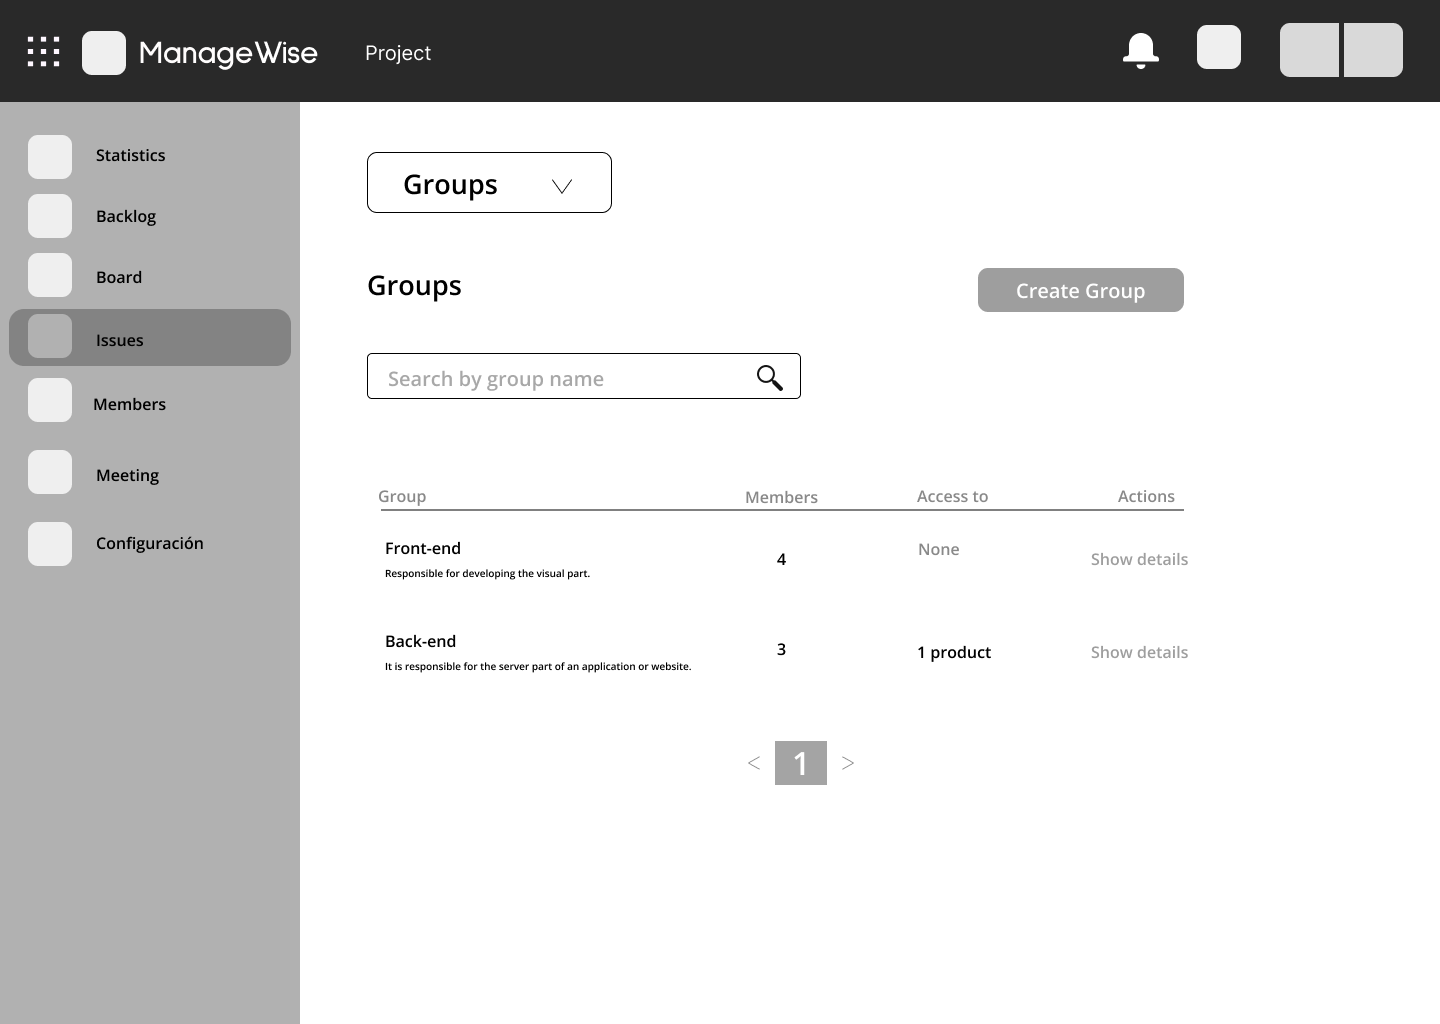 ManageWise
Project
Statistics
Backlog
Board
Issues
Members
Meeting
Configuración
Groups
Groups
Create Group
Search by group name
Group Members Access to Actions
Front-end 4 None Show details
Responsible for developing the visual part.
Back-end 3 1 product Show details
It is responsible for the server part of an application or website.
< 1 >